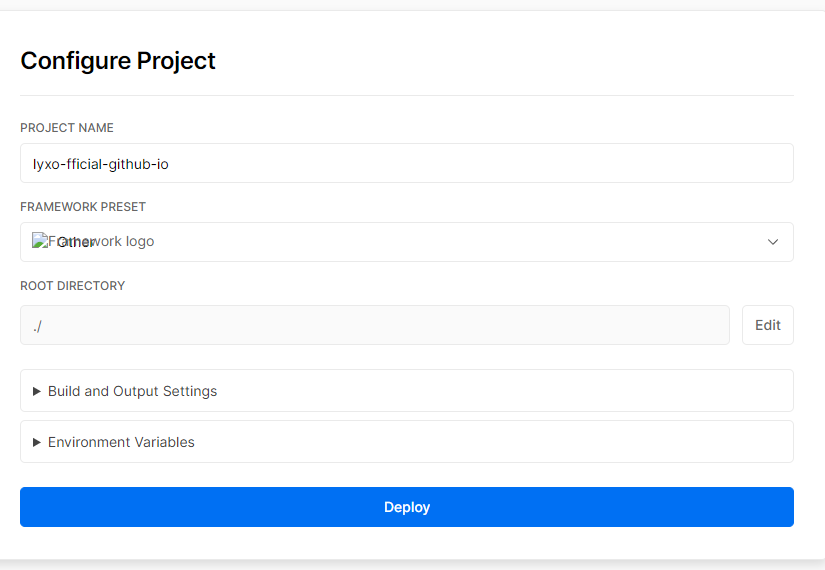 Configure Project
PROJECT NAME
lyxo-fficial-github-io
FRAMEWORK PRESET
Framework logo
Other
ROOT DIRECTORY
./
Edit
Build and Output Settings
Environment Variables
Deploy